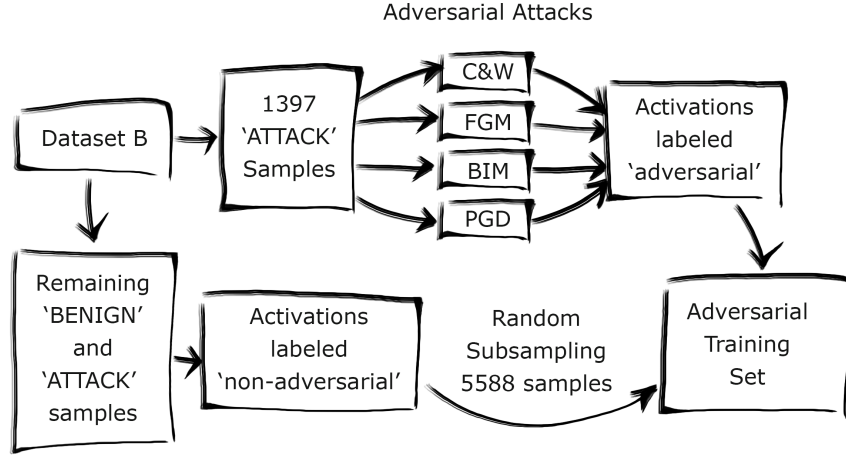 Adversarial Attacks
Dataset B
1397
‘ATTACK’
Samples
C&W
FGM
BIM
PGD
Activations
labeled
‘adversarial’
Remaining
‘BENIGN’
and
‘ATTACK’
samples
Activations
labeled
‘non-adversarial’
Random
Subsampling
5588 samples
Adversarial
Training
Set